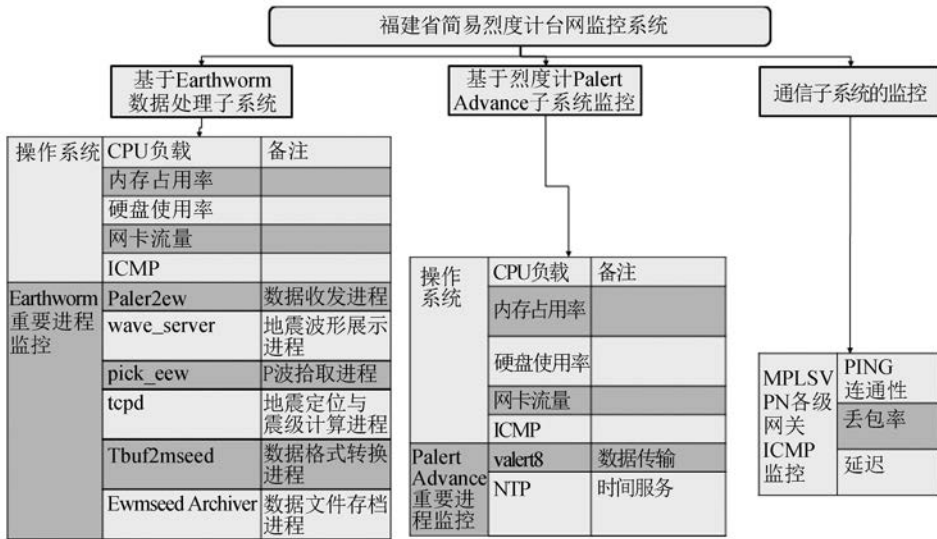 福建省简易烈度计台网监控系统
基于Earthworm
数据处理子系统
基于烈度计Palert
Advance子系统监控
通信子系统的监控
操作系统 CPU负载 备注
内存占用率
硬盘使用率
网卡流量
ICMP
Earthworm
重要进程
监控
Paler2ew 数据收发进程
wave_server 地震波形展示
进程
pick_eew P波拾取进程
tcpd 地震定位与
震级计算进程
Tbuf2mseed 数据格式转换
进程
Ewmseed Archiver 数据文件存档
进程
操作
系统
CPU负载 备注
内存占用率
硬盘使用率
网卡流量
ICMP
Palert
Advance
重要进
程监控
valert8 数据传输
NTP 时间服务
MPLSV
PN各级
网关
ICMP
监控
PING
连通性
丢包率
延迟